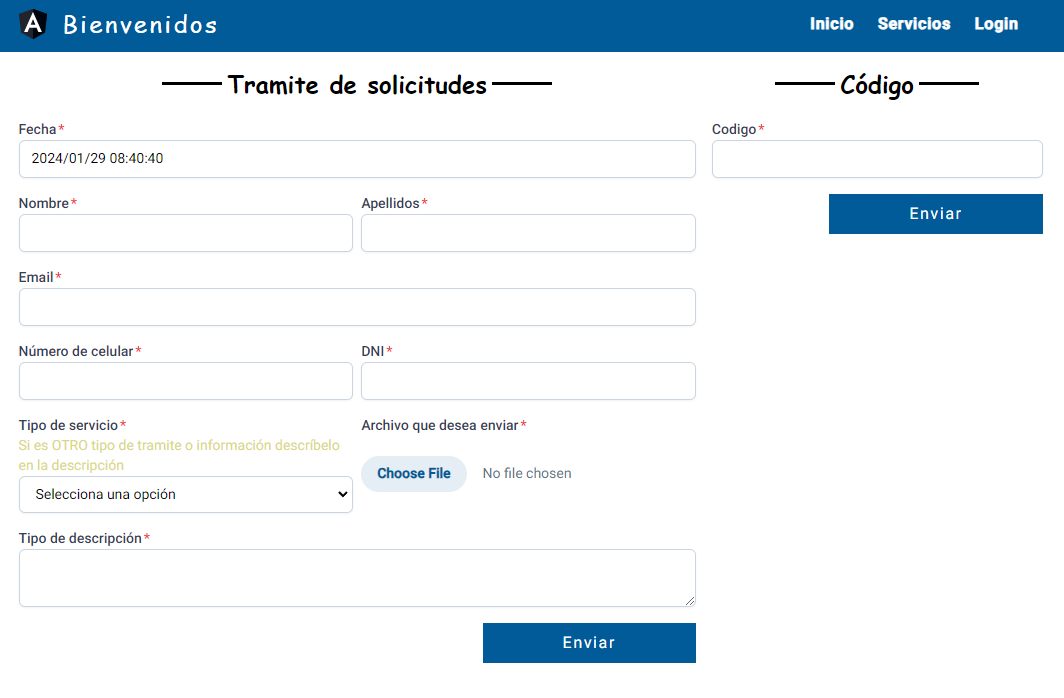 Bienvenidos
Inicio Servicios Login
Tramite de solicitudes
Fecha*
2024/01/29 08:40:40
Nombre* Apellidos*
Email*
Número de celular* DNI*
Tipo de servicio* Archivo que desea enviar*
Si es OTRO tipo de tramite o información descríbelo
en la descripción
Choose File No file chosen
Selecciona una opción
Tipo de descripción*
Enviar
Código
Codigo*
Enviar